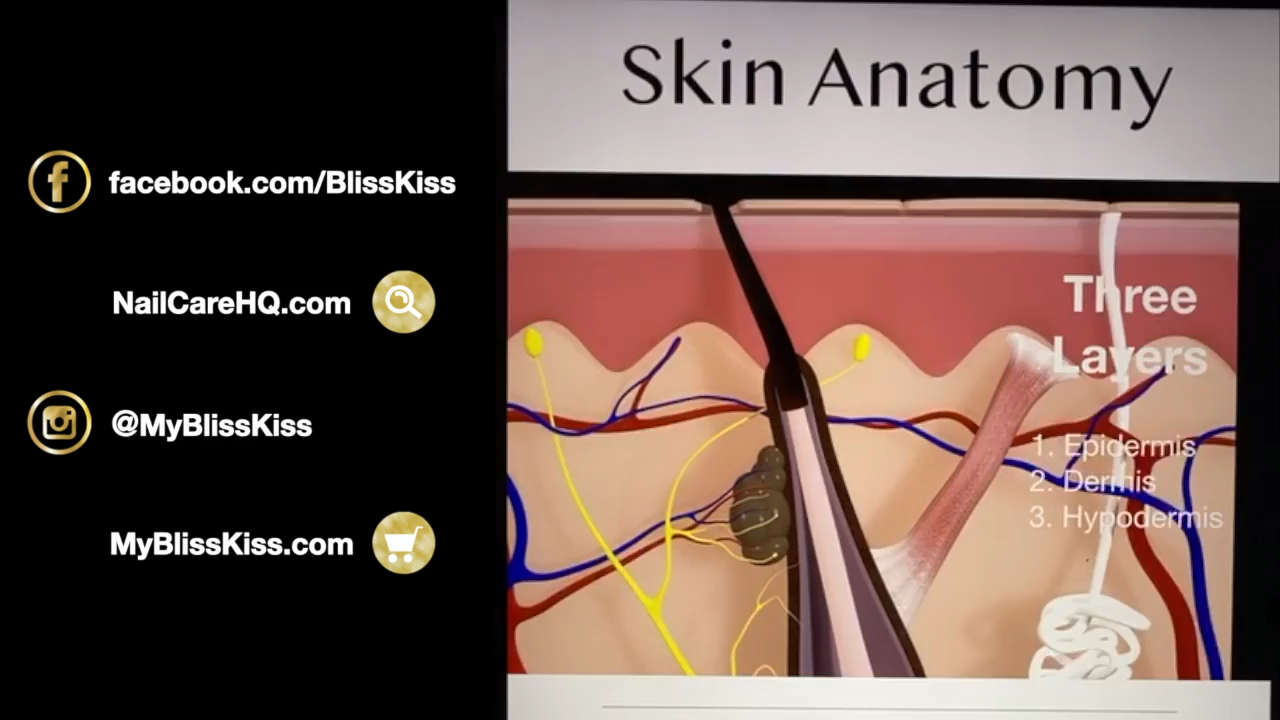 facebook.com/BlissKiss
NailCareHQ.com
@MyBlissKiss
MyBlissKiss.com
Skin Anatomy
Three
Layers
1. Epidermis
2. Dermis
3. Hypodermis